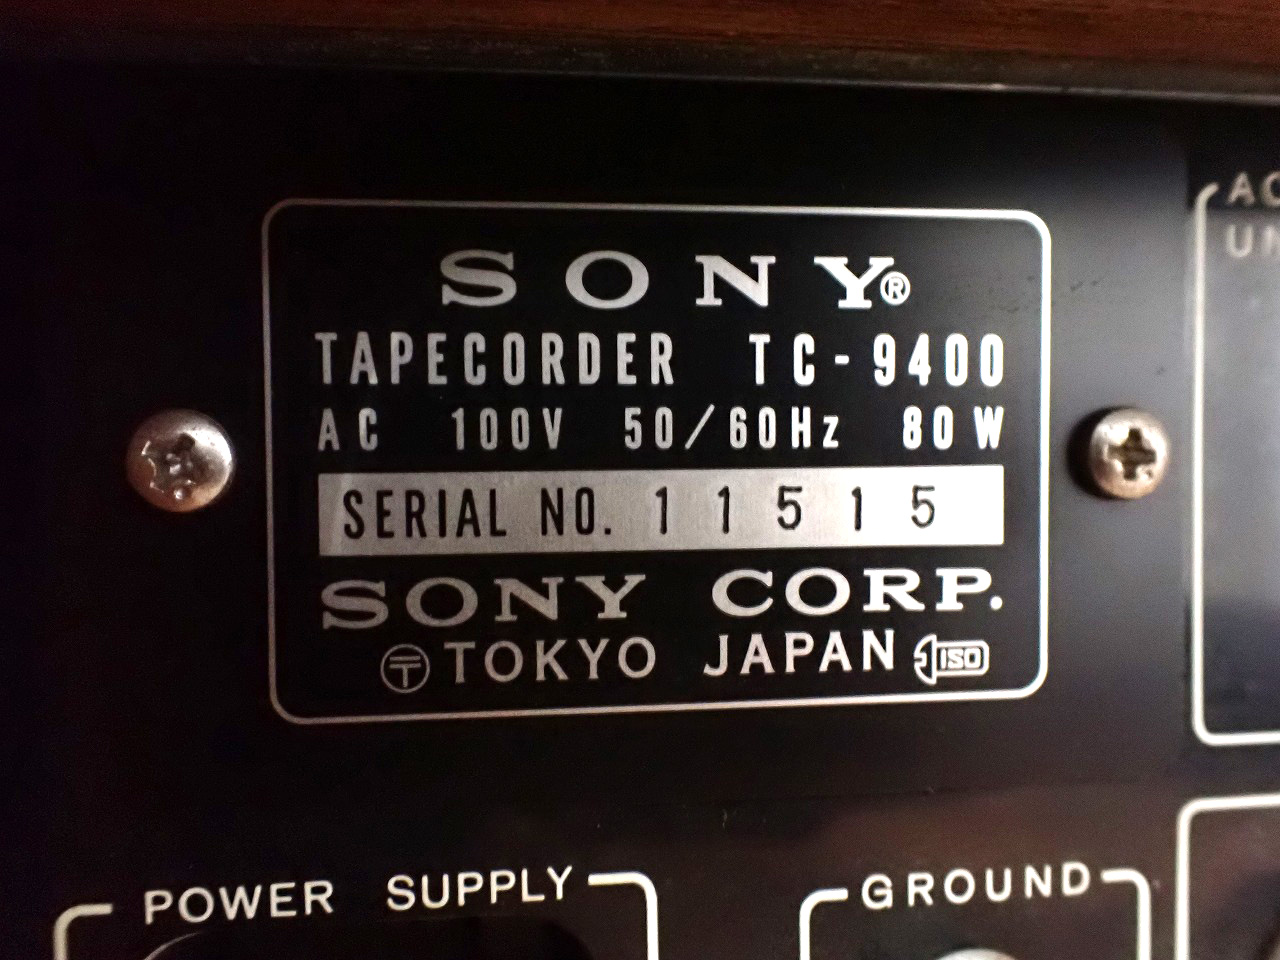 SONY®
TAPECORDER TC-9400
AC 100V 50/60Hz 80W
SERIAL NO. 11515
SONY CORP.
〶 TOKYO JAPAN ISO
POWER SUPPLY
GROUND
AC